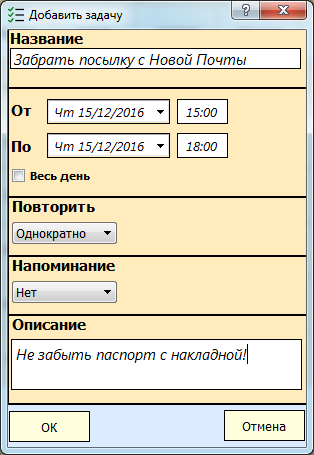 Добавить задачу
Название
Забрать посылку с Новой Почты
От Чт 15/12/2016 15:00
По Чт 15/12/2016 18:00
Весь день
Повторить
Однократно
Напоминание
Нет
Описание
Не забыть паспорт с накладной!
OK Отмена